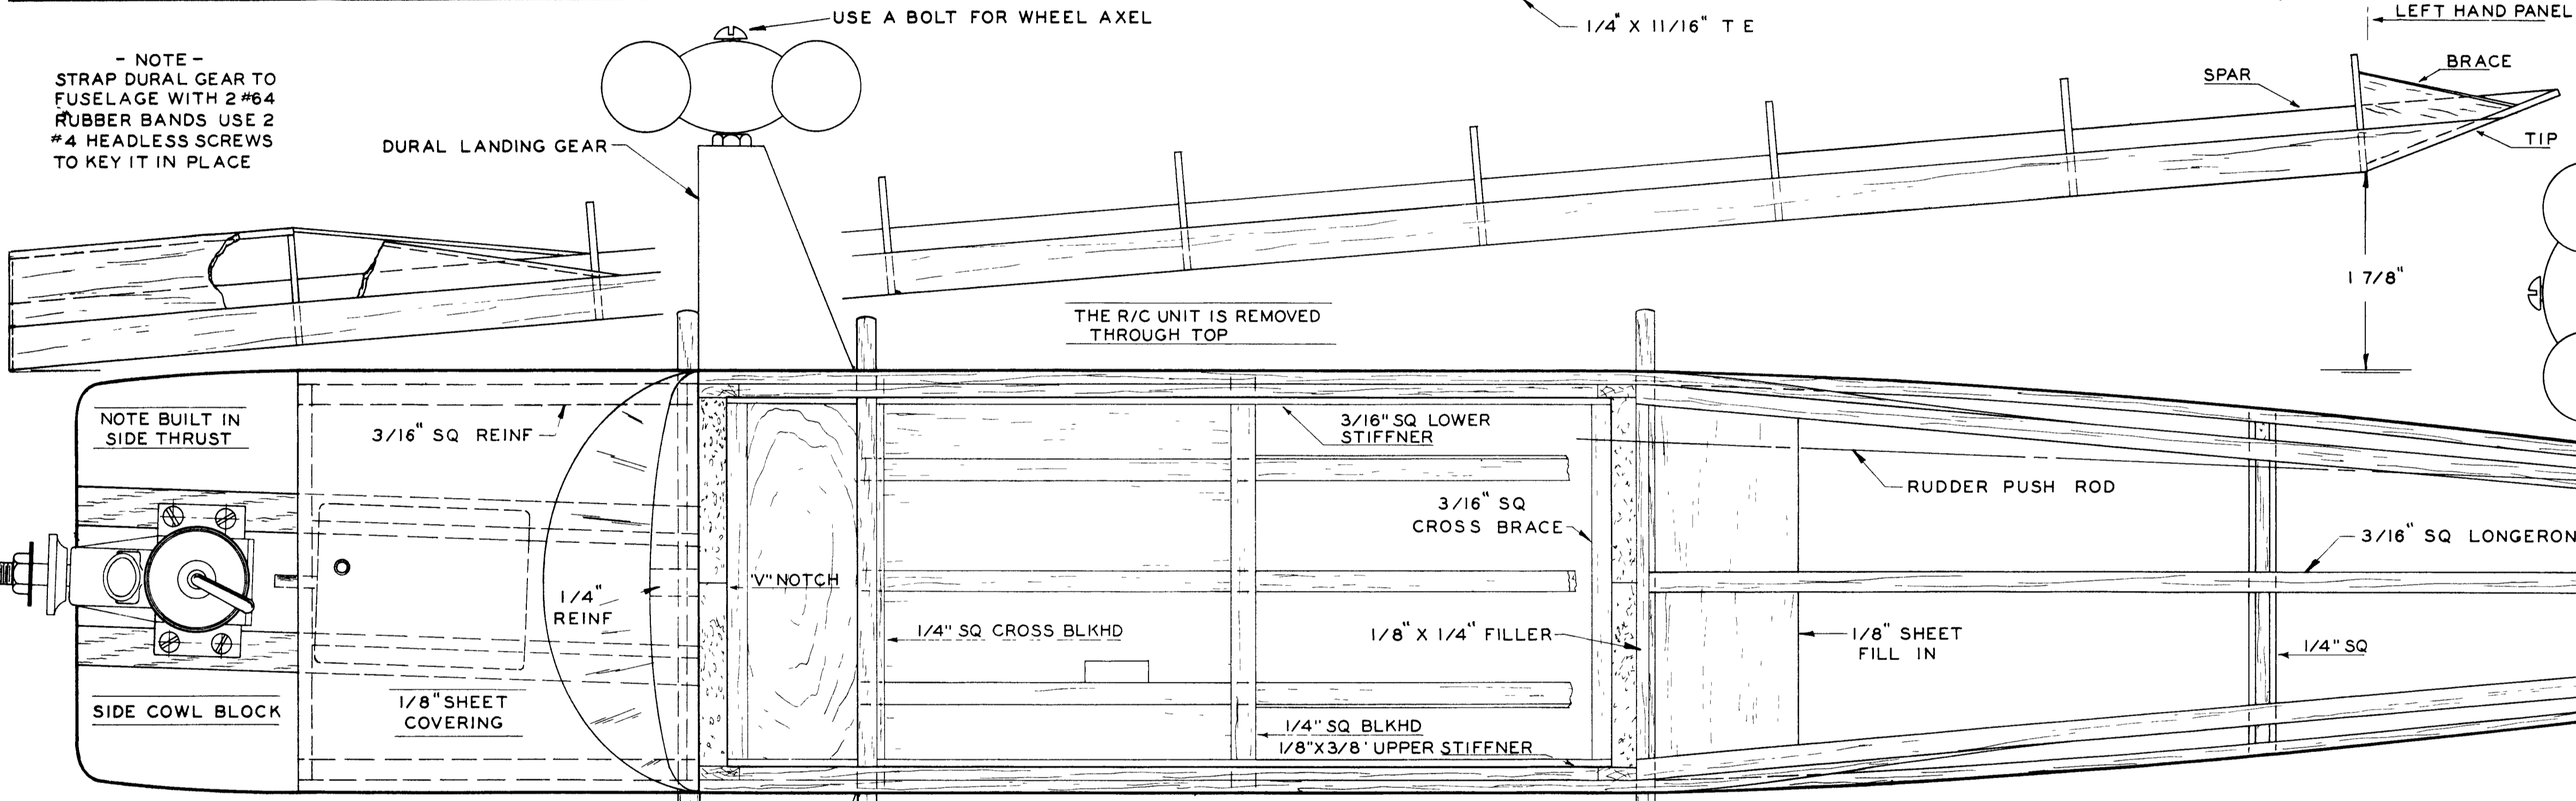 USE A BOLT FOR WHEEL AXEL
1/4" X 11/16" T E
LEFT HAND PANEL
- NOTE -
STRAP DURAL GEAR TO
FUSELAGE WITH 2 #64
RUBBER BANDS USE 2
#4 HEADLESS SCREWS
TO KEY IT IN PLACE
DURAL LANDING GEAR
SPAR
BRACE
TIP
1 7/8"
THE R/C UNIT IS REMOVED
THROUGH TOP
NOTE BUILT IN
SIDE THRUST
3/16" SQ REINF
3/16" SQ LOWER
STIFFNER
RUDDER PUSH ROD
3/16" SQ
CROSS BRACE
3/16" SQ LONGERON
"V" NOTCH
1/4"
REINF
1/4" SQ CROSS BLKHD
1/8" X 1/4" FILLER
1/8" SHEET
FILL IN
1/4" SQ
SIDE COWL BLOCK
1/8" SHEET
COVERING
1/4" SQ BLKHD
1/8"X3/8' UPPER STIFFNER